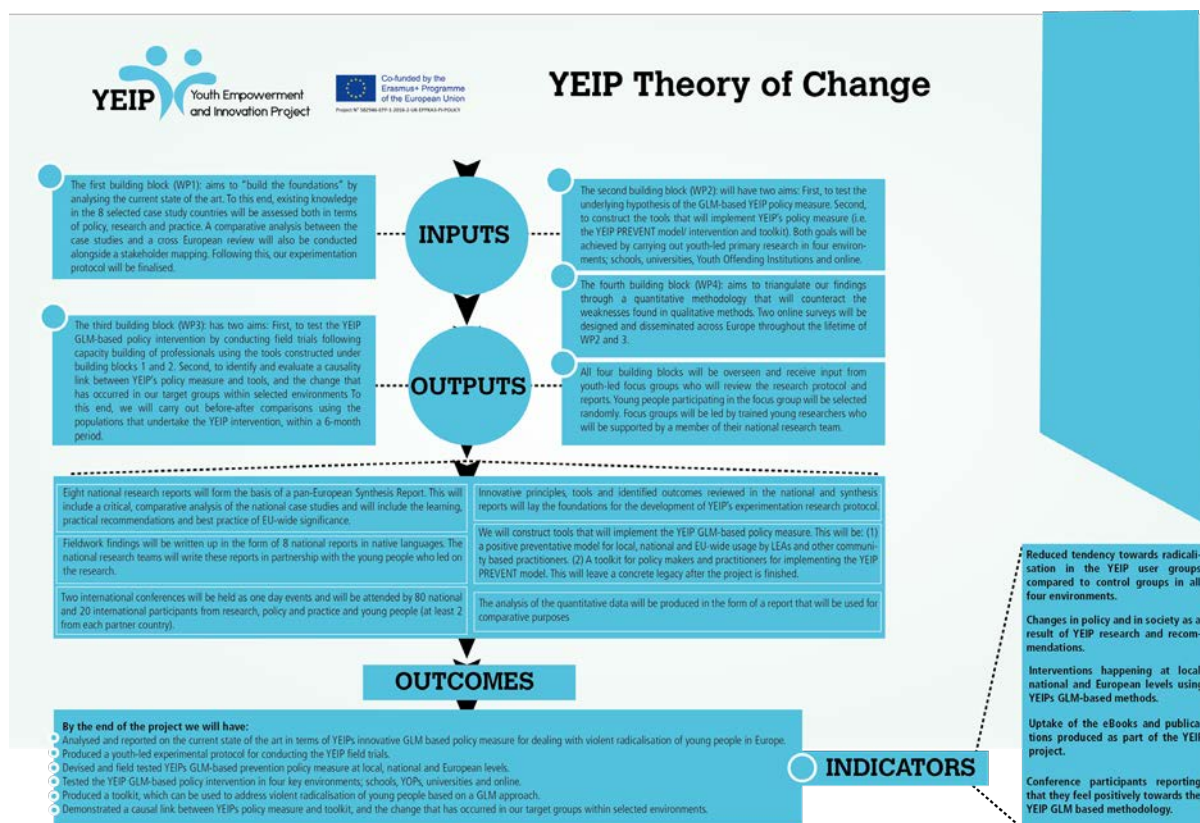 YEIP
Youth Empowerment
and Innovation Project
Co-funded by the
Erasmus+ Programme
of the European Union
YEIP Theory of Change
The first building block (WP1): aims to "build the foundations" by
analysing the current state of the art. To this end, existing knowledge
in the 8 selected case study countries will be assessed both in terms
of policy, research and practice. A comparative analysis between the
case studies and a cross European review will also be conducted
alongside a stakeholder mapping. Following this, our experimentation
protocol will be finalised.
INPUTS
The second building block (WP2): will have two aims: First, to test the
underlying hypothesis of the GLM-based YEIP policy measure. Second,
to construct the tools that will implement YEIP's policy measure (i.e.
the YEIP PREVENT model/ intervention and toolkit). Both goals will be
achieved by carrying out youth-led primary research in four environ-
ments; schools, universities, Youth Offending Institutions and online.
The fourth building block (WP4): aims to triangulate our findings
through a quantitative methodology that will counteract the
weaknesses found in qualitative methods. Two online surveys will be
designed and disseminated across Europe throughout the lifetime of
WP2 and 3.
The third building block (WP3): has two aims: First, to test the YEIP
GLM-based policy intervention by conducting field trials following
capacity building of professionals using the tools constructed under
building blocks 1 and 2. Second, to identify and evaluate a causality
link between YEIP's policy measure and tools, and the change that
has occurred in our target groups within selected environments To
this end, we will carry out before-after comparisons using the
populations that undertake the YEIP intervention, within a 6-month
period.
OUTPUTS
All four building blocks will be overseen and receive input from
youth-led focus groups who will review the research protocol and
reports. Young people participating in the focus group will be selected
randomly. Focus groups will be led by trained young researchers who
will be supported by a member of their national research team.
Eight national research reports will form the basis of a pan-European Synthesis Report. This will
include a critical, comparative analysis of the national case studies and will include the learning,
practical recommendations and best practice of EU-wide significance.
Fieldwork findings will be written up in the form of 8 national reports in native languages. The
national research teams will write these reports in partnership with the young people who led on
the research.
Two international conferences will be held as one day events and will be attended by 80 national
and 20 international participants from research, policy and practice and young people (at least 2
from each partner country).
Innovative principles, tools and identified outcomes reviewed in the national and synthesis
reports will lay the foundations for the development of YEIP's experimentation research protocol.
We will construct tools that will implement the YEIP GLM-based policy measure. This will be: (1)
a positive preventative model for local, national and EU-wide usage by LEAs and other communi-
ty based practitioners. (2) A toolkit for policy makers and practitioners for implementing the YEIP
PREVENT model. This will leave a concrete legacy after the project is finished.
The analysis of the quantitative data will be produced in the form of a report that will be used for
comparative purposes
OUTCOMES
By the end of the project we will have:
Analysed and reported on the current state of the art in terms of YEIPs innovative GLM based policy measure for dealing with violent radicalisation of young people in Europe.
Produced a youth-led experimental protocol for conducting the YEIP field trials.
Devised and field tested YEIPs GLM-based prevention policy measure at local, national and European levels.
Tested the YEIP GLM-based policy intervention in four key environments; schools, YOPs, universities and online.
Produced a toolkit, which can be used to address violent radicalisation of young people based on a GLM approach.
Demonstrated a causal link between YEIPs policy measure and toolkit, and the change that has occurred in our target groups within selected environments.
INDICATORS
Reduced tendency towards radicali-
sation in the YEIP user groups
compared to control groups in all
four environments.
Changes in policy and in society as a
result of YEIP research and recom-
mendations.
Interventions happening at local
national and European levels using
YEIPs GLM-based methods.
Uptake of the eBooks and publica
tions produced as part of the YEIP
project.
Conference participants reporting
that they feel positively towards the
YEIP GLM based methodology.